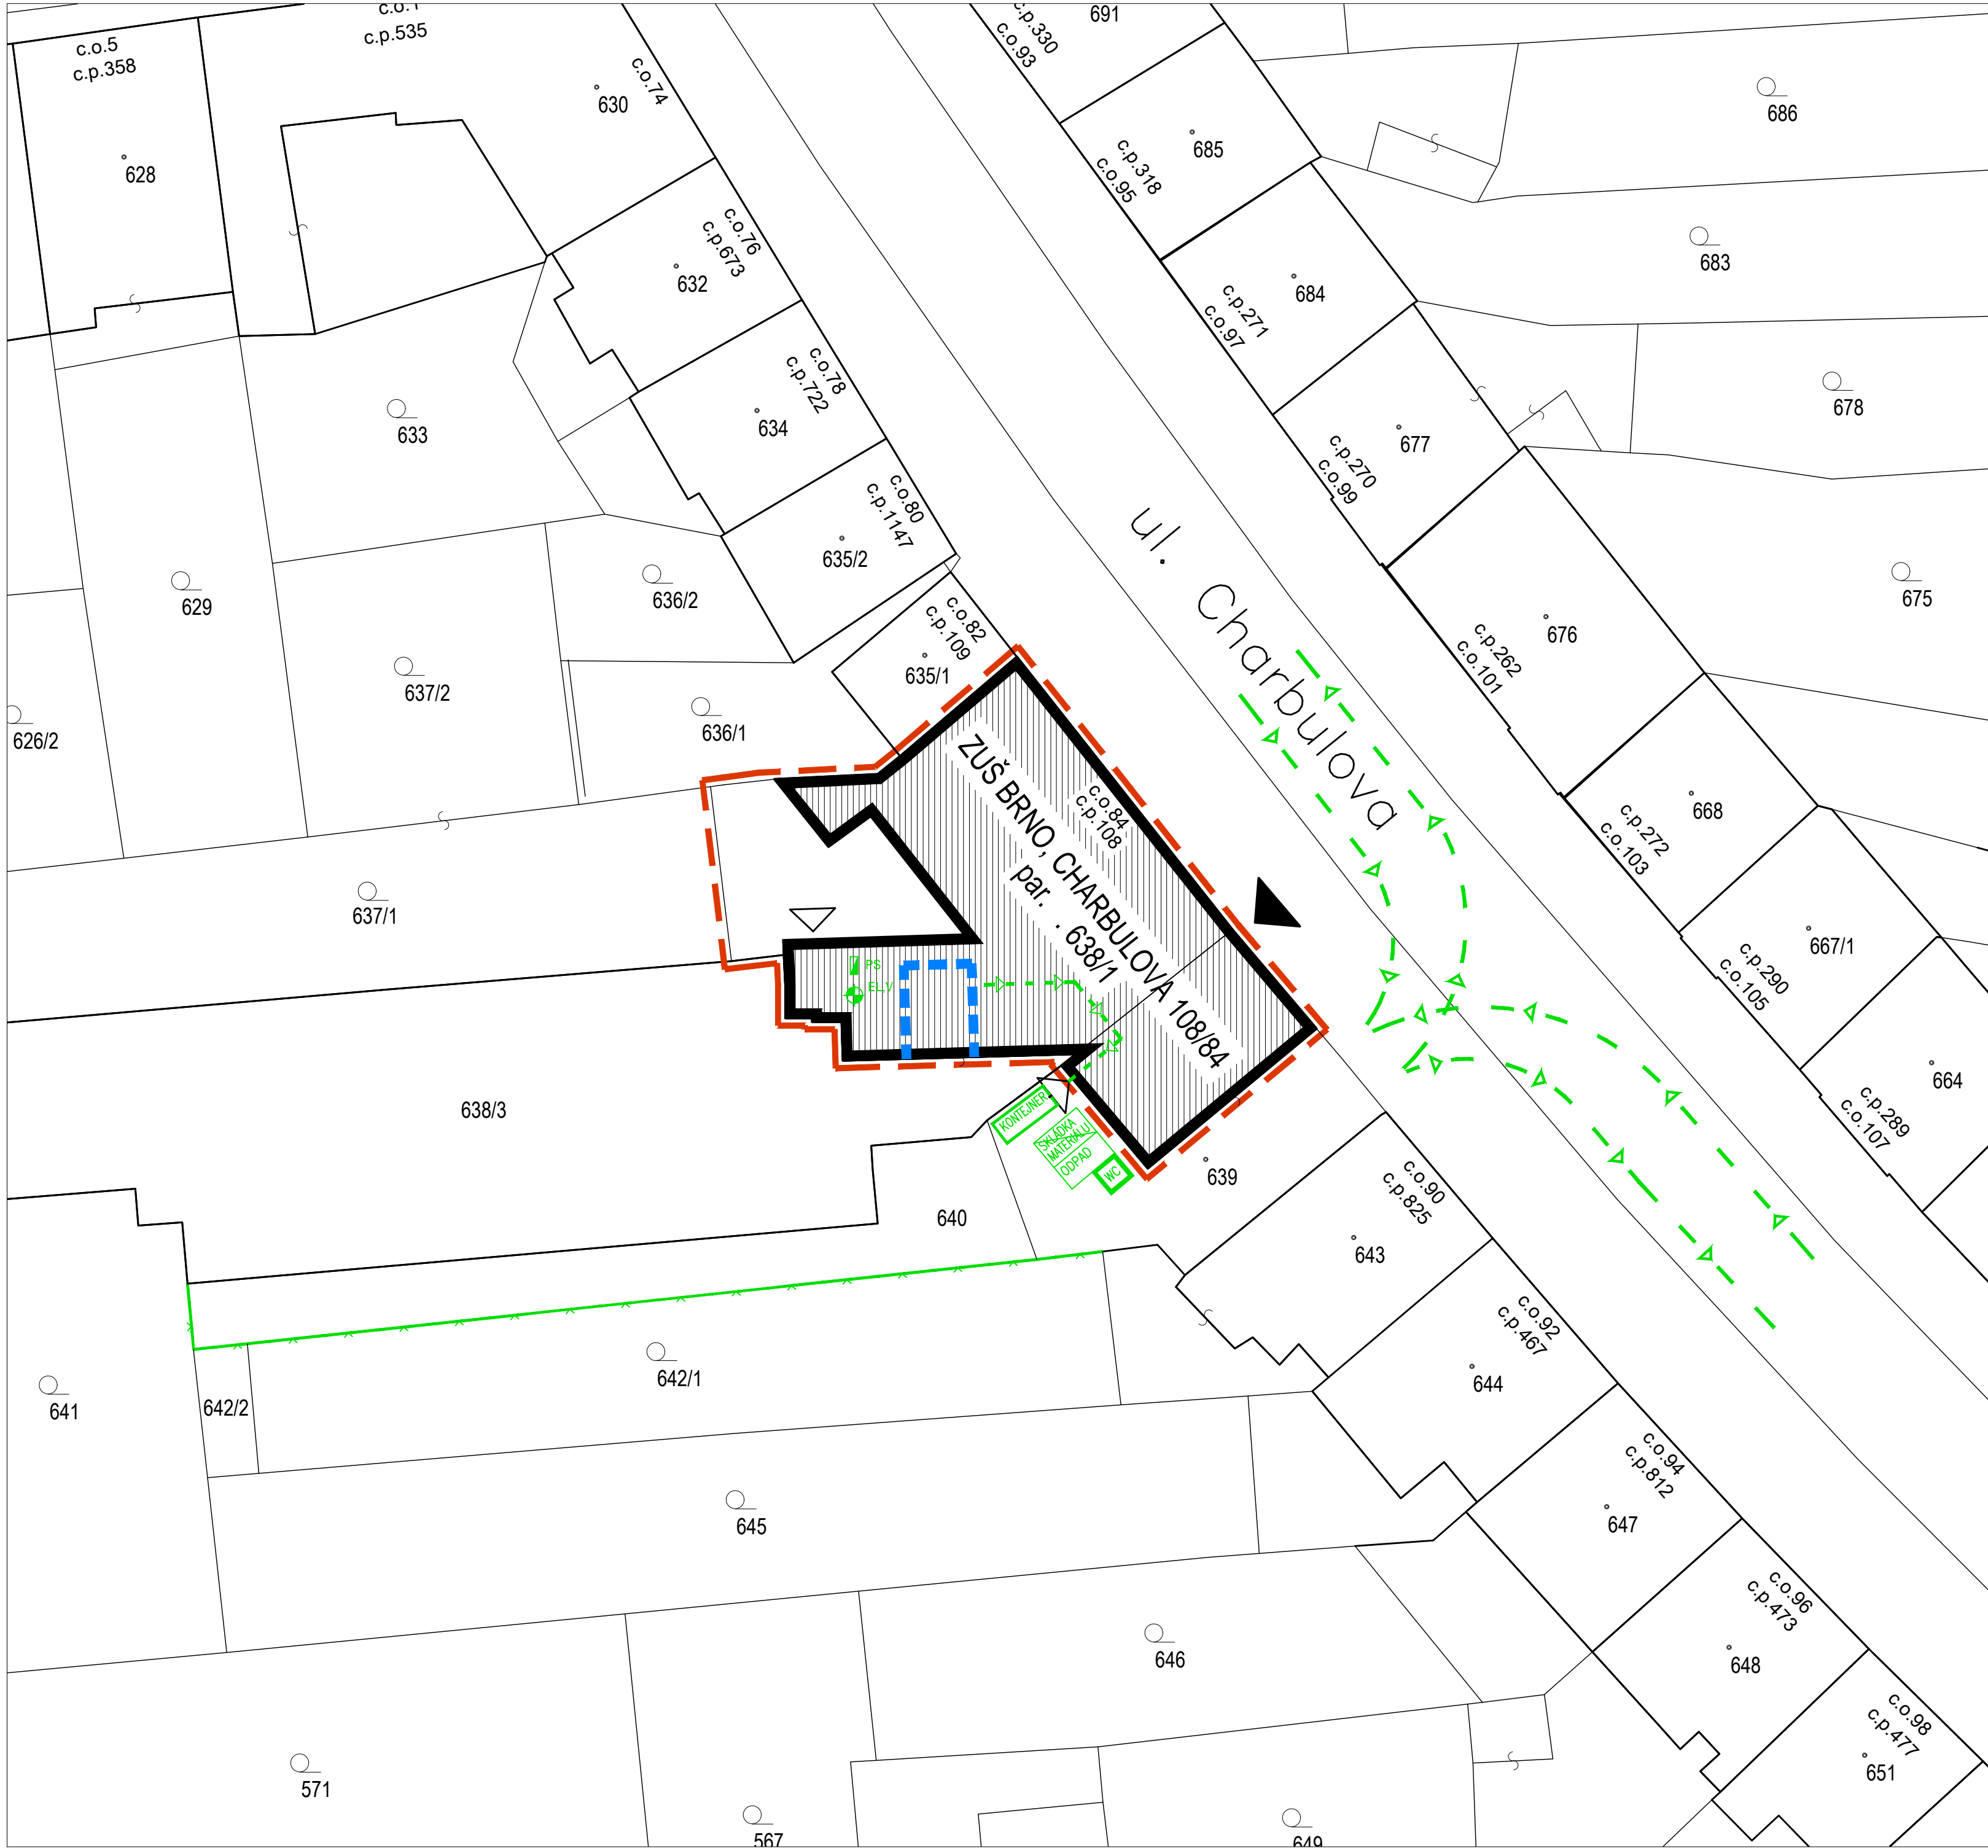 c.o.1
c.p.535
c.o.5
c.p.358
628
630
c.o.74
c.p.330
c.o.93
691
686
685
c.p.318
c.o.95
683
c.o.76
c.p.673
632
684
c.p.271
c.o.97
678
633
c.o.78
c.p.722
634
677
c.p.270
c.o.99
c.o.80
c.p.1147
635/2
ul. Charbulova
675
629
636/2
676
c.p.262
c.o.101
c.o.82
c.p.109
635/1
637/2
636/1
626/2
ZUŠ BRNO, CHARBULOVA 108/84
par. . 638/1
c.o.84
c.p.108
668
c.p.272
c.o.103
637/1
667/1
c.p.290
c.o.105
PS
ELV
664
c.p.289
c.o.107
638/3
KONTEJNER
SKLÁDKA
MATERIÁLU
ODPAD
WC
639
640
c.o.90
c.p.825
643
642/1
641
642/2
c.o.92
c.p.467
644
645
c.o.94
c.p.812
647
c.o.96
c.p.473
648
646
c.o.98
c.p.477
651
571
567
649